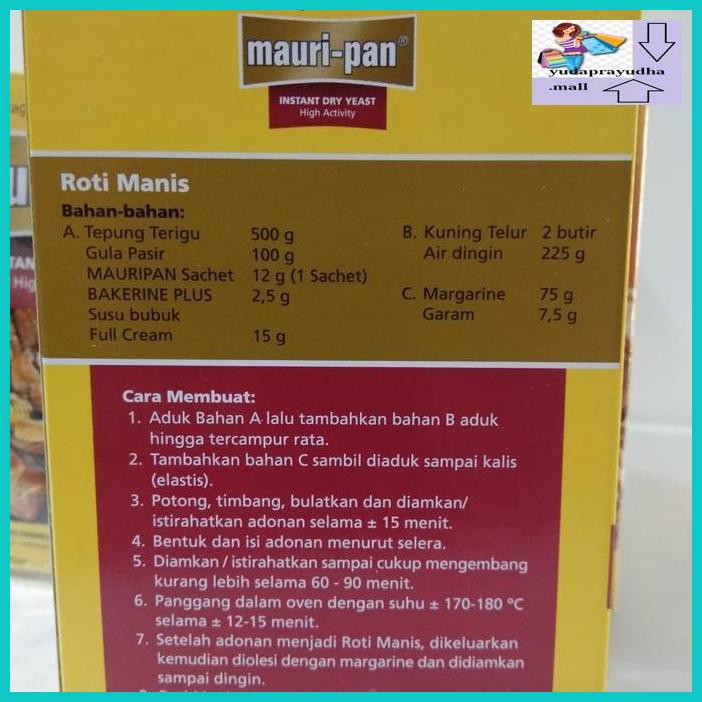 mauri-pan®
INSTANT DRY YEAST
High Activity
yudaprayudha
.mall
Roti Manis
Bahan-bahan:
A. Tepung Terigu 500 g
Gula Pasir 100 g
MAURIPAN Sachet 12 g (1 Sachet)
BAKERINE PLUS 2,5 g
Susu bubuk
Full Cream 15 g
B. Kuning Telur 2 butir
Air dingin 225 g
C. Margarine 75 g
Garam 7,5 g
Cara Membuat:
1. Aduk Bahan A lalu tambahkan bahan B aduk
hingga tercampur rata.
2. Tambahkan bahan C sambil diaduk sampai kalis
(elastis).
3. Potong, timbang, bulatkan dan diamkan/
istirahatkan adonan selama ± 15 menit.
4. Bentuk dan isi adonan menurut selera.
5. Diamkan / istirahatkan sampai cukup mengembang
kurang lebih selama 60 - 90 menit.
6. Panggang dalam oven dengan suhu ± 170-180 ºC
selama ± 12-15 menit.
7. Setelah adonan menjadi Roti Manis, dikeluarkan
kemudian diolesi dengan margarine dan didiamkan
sampai dingin.